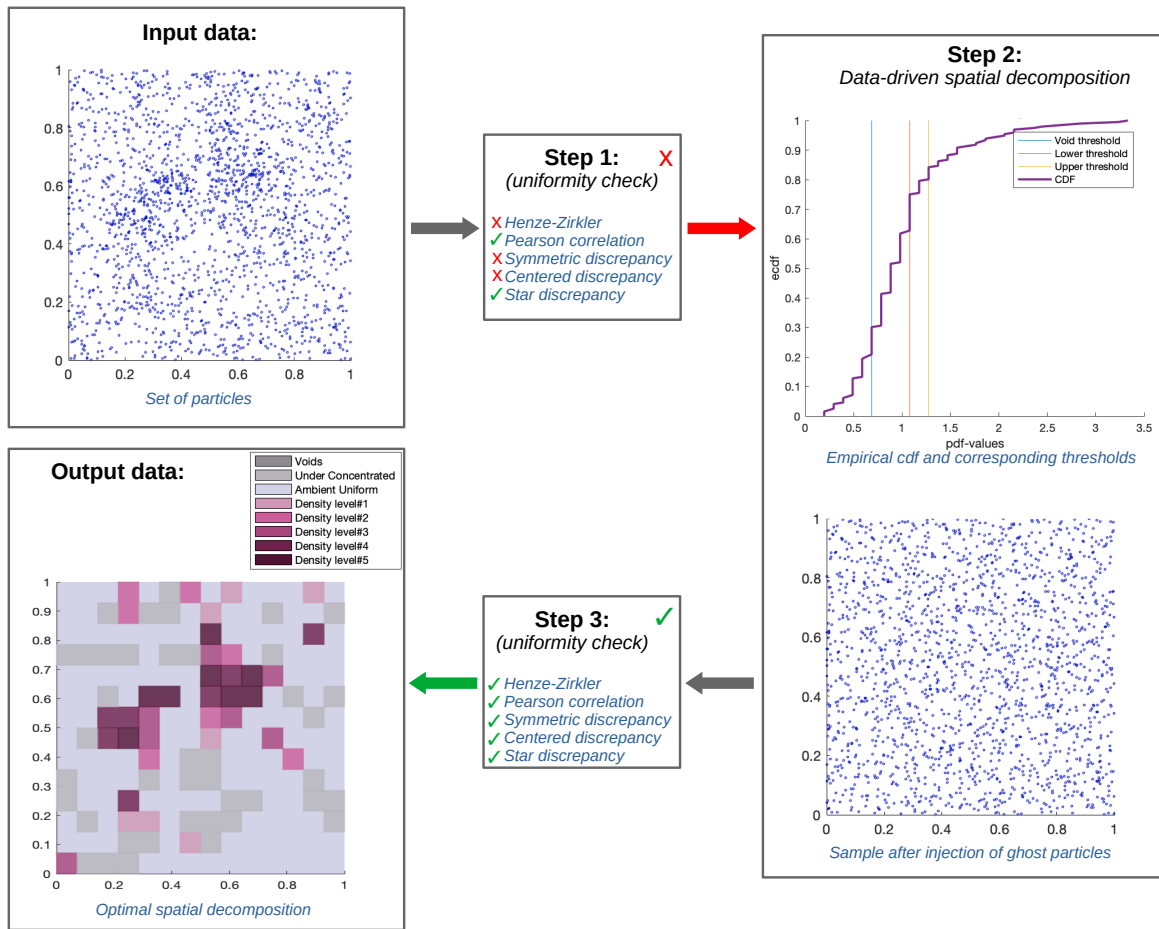 Input data:
1
0.8
0.6
0.4
0.2
0
0 0.2 0.4 0.6 0.8 1
Set of particles
Step 1: X
(uniformity check)
X Henze-Zirkler
✓ Pearson correlation
X Symmetric discrepancy
X Centered discrepancy
✓ Star discrepancy
Step 2:
Data-driven spatial decomposition
1
0.9
0.8
0.7
0.6
0.5
0.4
0.3
0.2
0.1
0
ecdf
Void threshold
Lower threshold
Upper threshold
CDF
0 0.5 1 1.5 2 2.5 3 3.5
pdf-values
Empirical cdf and corresponding thresholds
1
0.8
0.6
0.4
0.2
0
0 0.2 0.4 0.6 0.8 1
Sample after injection of ghost particles
Step 3: ✓
(uniformity check)
✓ Henze-Zirkler
✓ Pearson correlation
✓ Symmetric discrepancy
✓ Centered discrepancy
✓ Star discrepancy
Output data:
Voids
Under Concentrated
Ambient Uniform
Density level#1
Density level#2
Density level#3
Density level#4
Density level#5
1
0.9
0.8
0.7
0.6
0.5
0.4
0.3
0.2
0.1
0
0 0.2 0.4 0.6 0.8 1
Optimal spatial decomposition